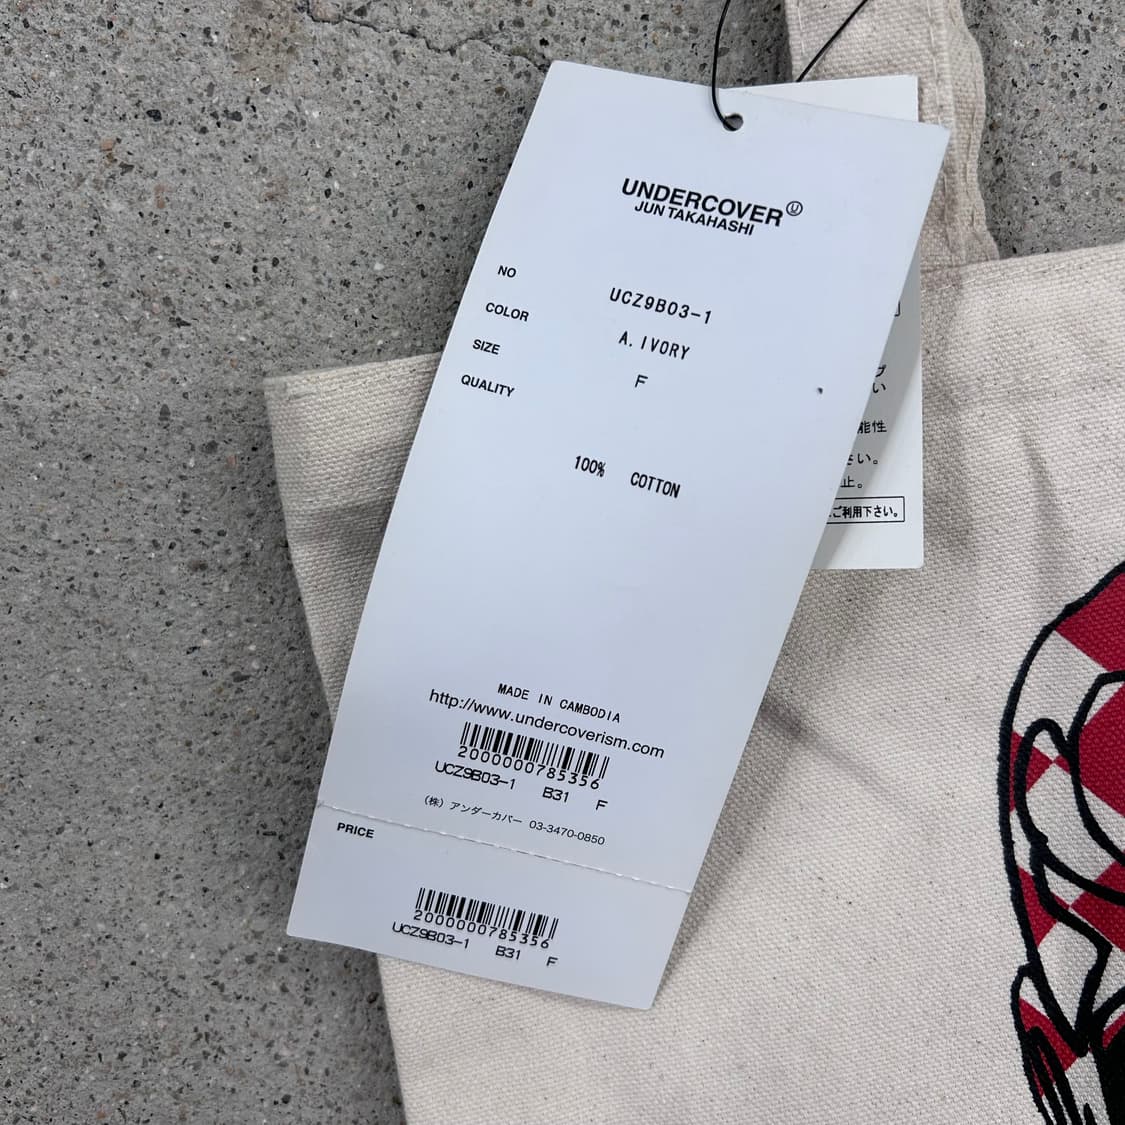 UNDERCOVER Ⓤ
JUN TAKAHASHI
NO UCZ9B03-1
COLOR A.IVORY
SIZE F
QUALITY
100% COTTON
MADE IN CAMBODIA
http://www.undercoverism.com
2000000785356
UCZ9B03-1 B31 F
(株)アンダーカバー 03-3470-0850
PRICE
2000000785356
UCZ9B03-1 B31 F
い
能性
さい。
止。
ご利用下さい。